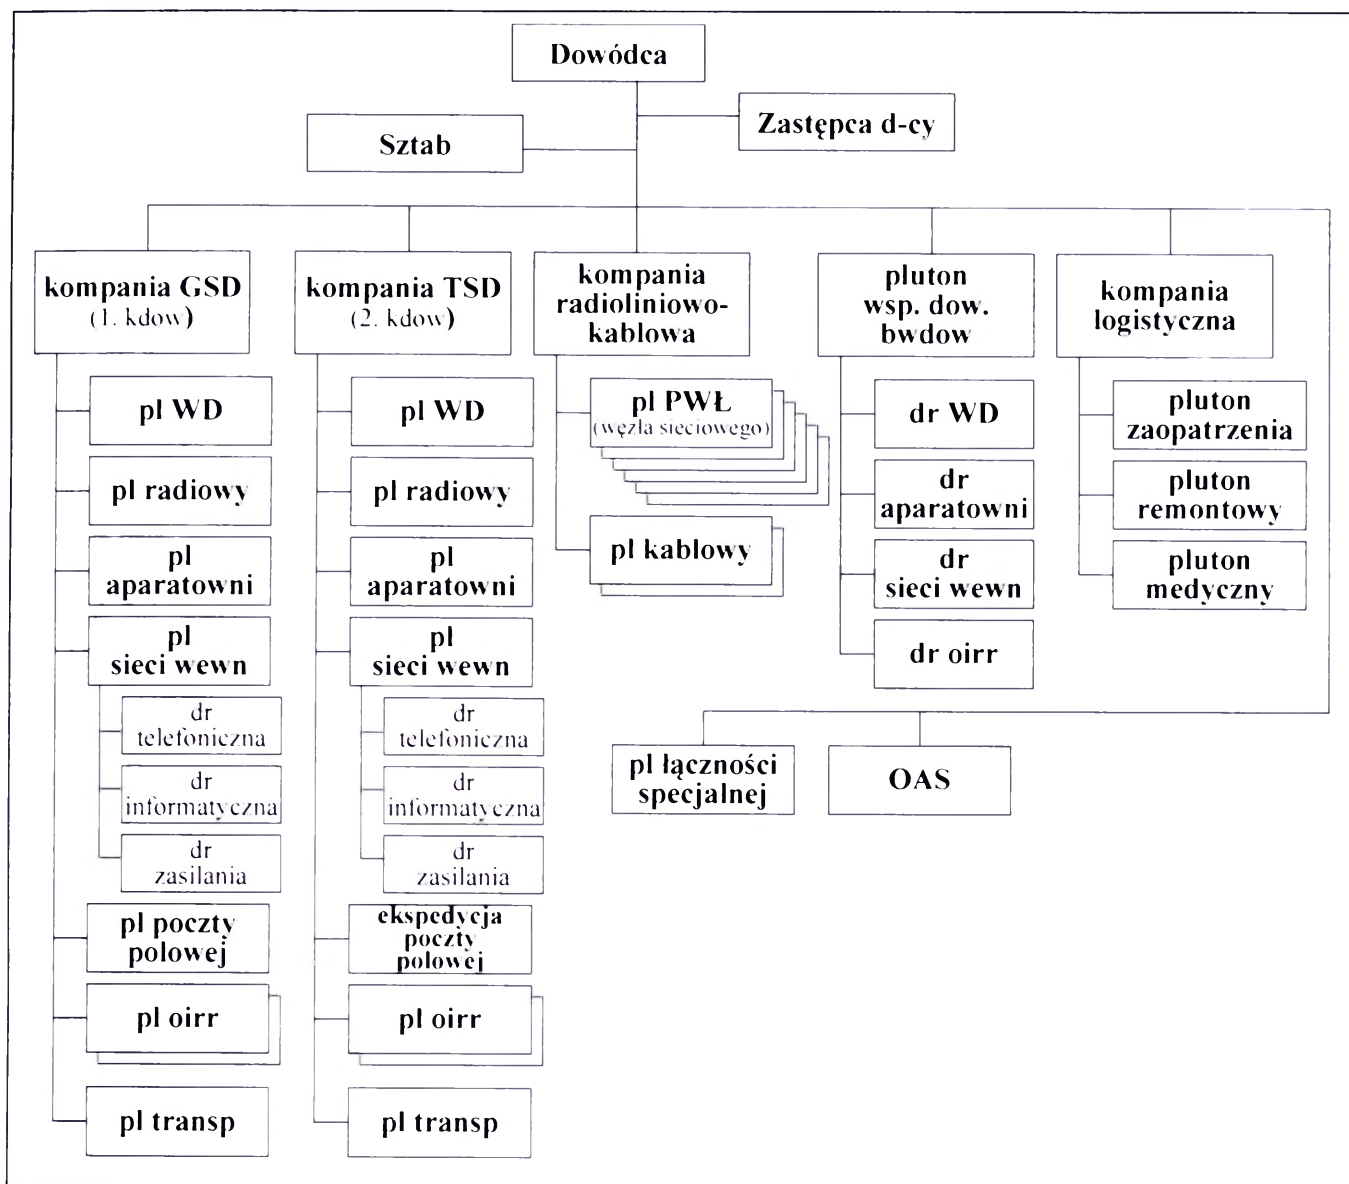 Dowódca
Zastępca d-cy
Sztab
kompania GSD
(1. kdow)
kompania TSD
(2. kdow)
kompania
radioliniowo-
kablowa
pluton
wsp. dow.
bwdow
kompania
logistyczna
pl WD
pl radiowy
pl
aparatowni
pl
sieci wewn
dr
telefoniczna
dr
informatyczna
dr
zasilania
pl poczty
polowej
pl oirr
pl transp
pl WD
pl radiowy
pl
aparatowni
pl
sieci wewn
dr
telefoniczna
dr
informatyczna
dr
zasilania
ekspedycja
poczty
polowej
pl oirr
pl transp
pl PWŁ
(węzła sieciowego)
pl kablowy
dr WD
dr
aparatowni
dr
sieci wewn
dr oirr
pluton
zaopatrzenia
pluton
remontowy
pluton
medyczny
pl łączności
specjalnej
OAS